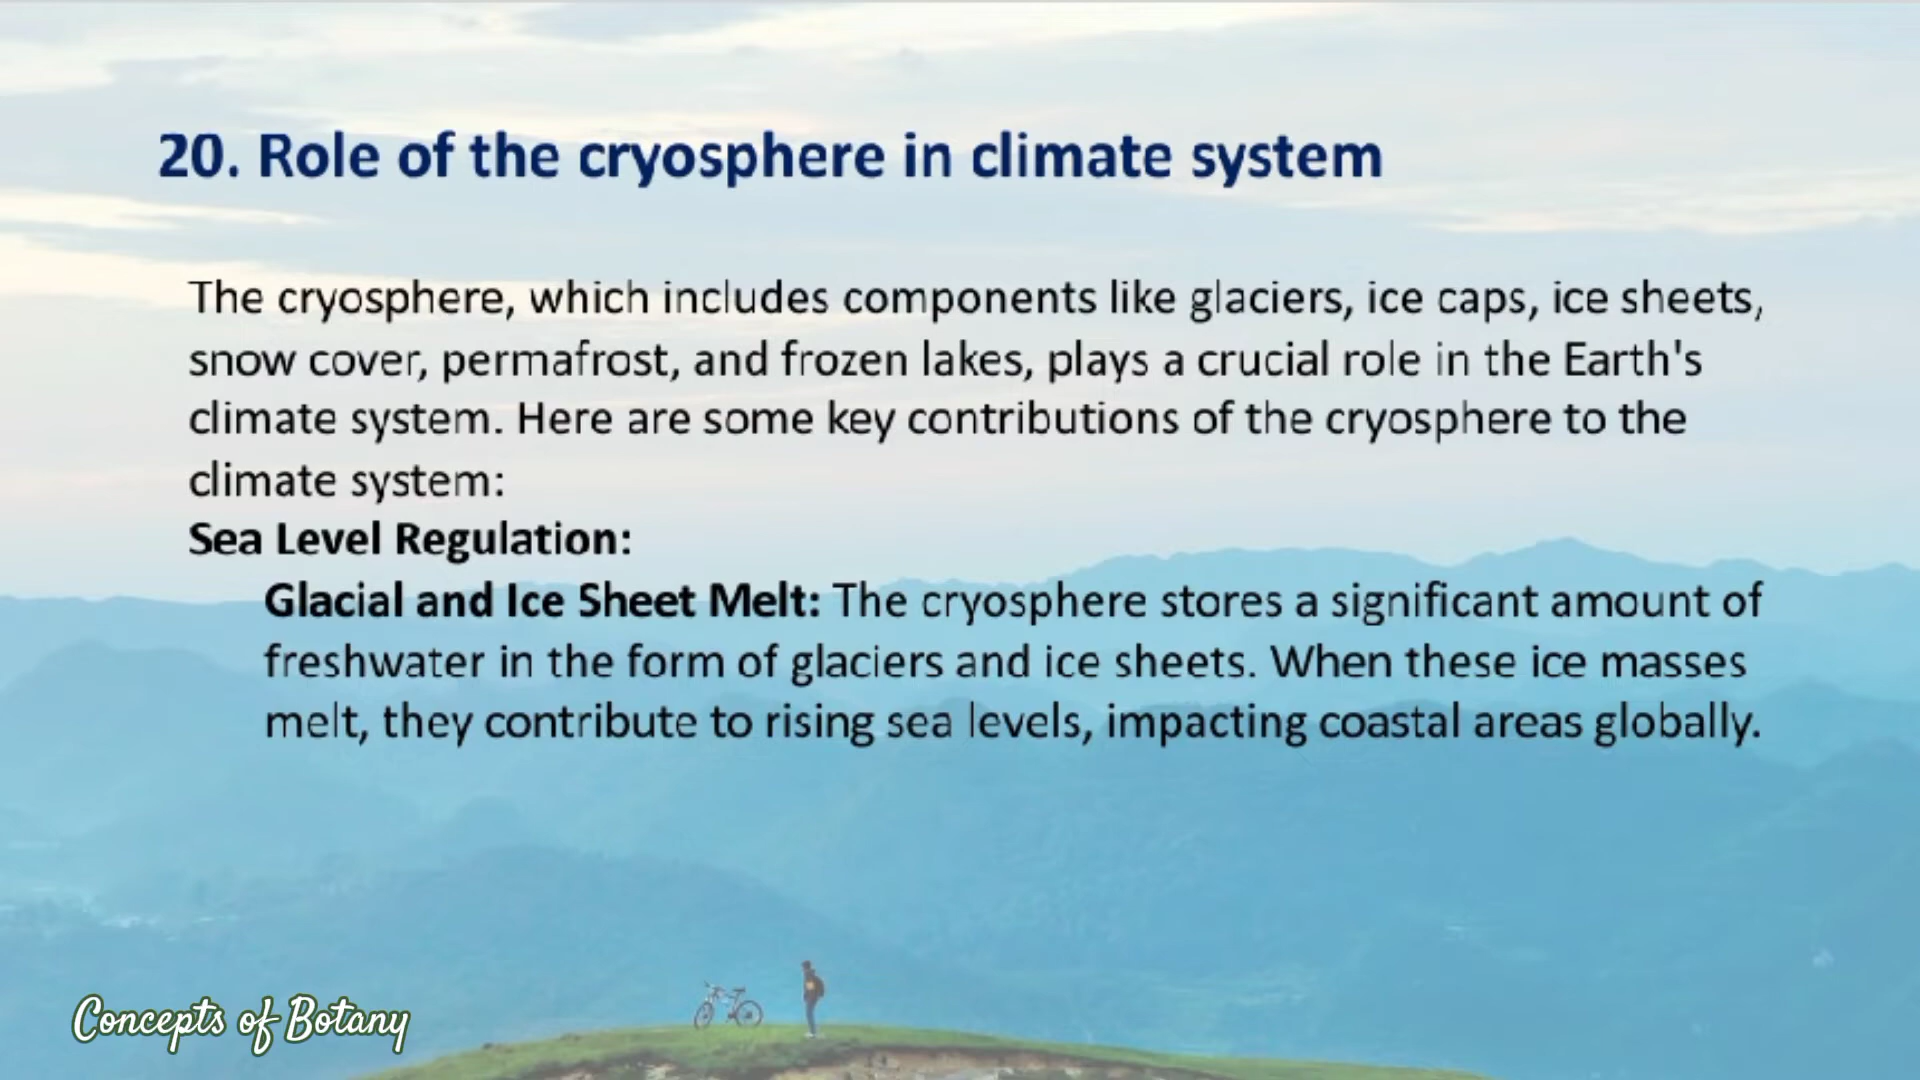 20. Role of the cryosphere in climate system
The cryosphere, which includes components like glaciers, ice caps, ice sheets,
snow cover, permafrost, and frozen lakes, plays a crucial role in the Earth's
climate system. Here are some key contributions of the cryosphere to the
climate system:
Sea Level Regulation:
Glacial and Ice Sheet Melt: The cryosphere stores a significant amount of
freshwater in the form of glaciers and ice sheets. When these ice masses
melt, they contribute to rising sea levels, impacting coastal areas globally.
Concepts of Botany